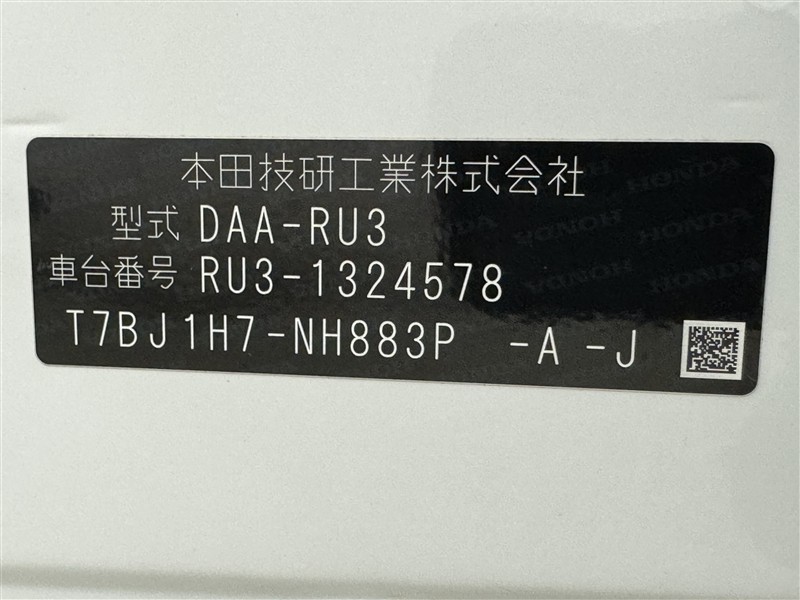 本田技研工業株式会社
型式 DAA-RU3
車台番号 RU3-1324578
T7BJ1H7-NH883P -A -J